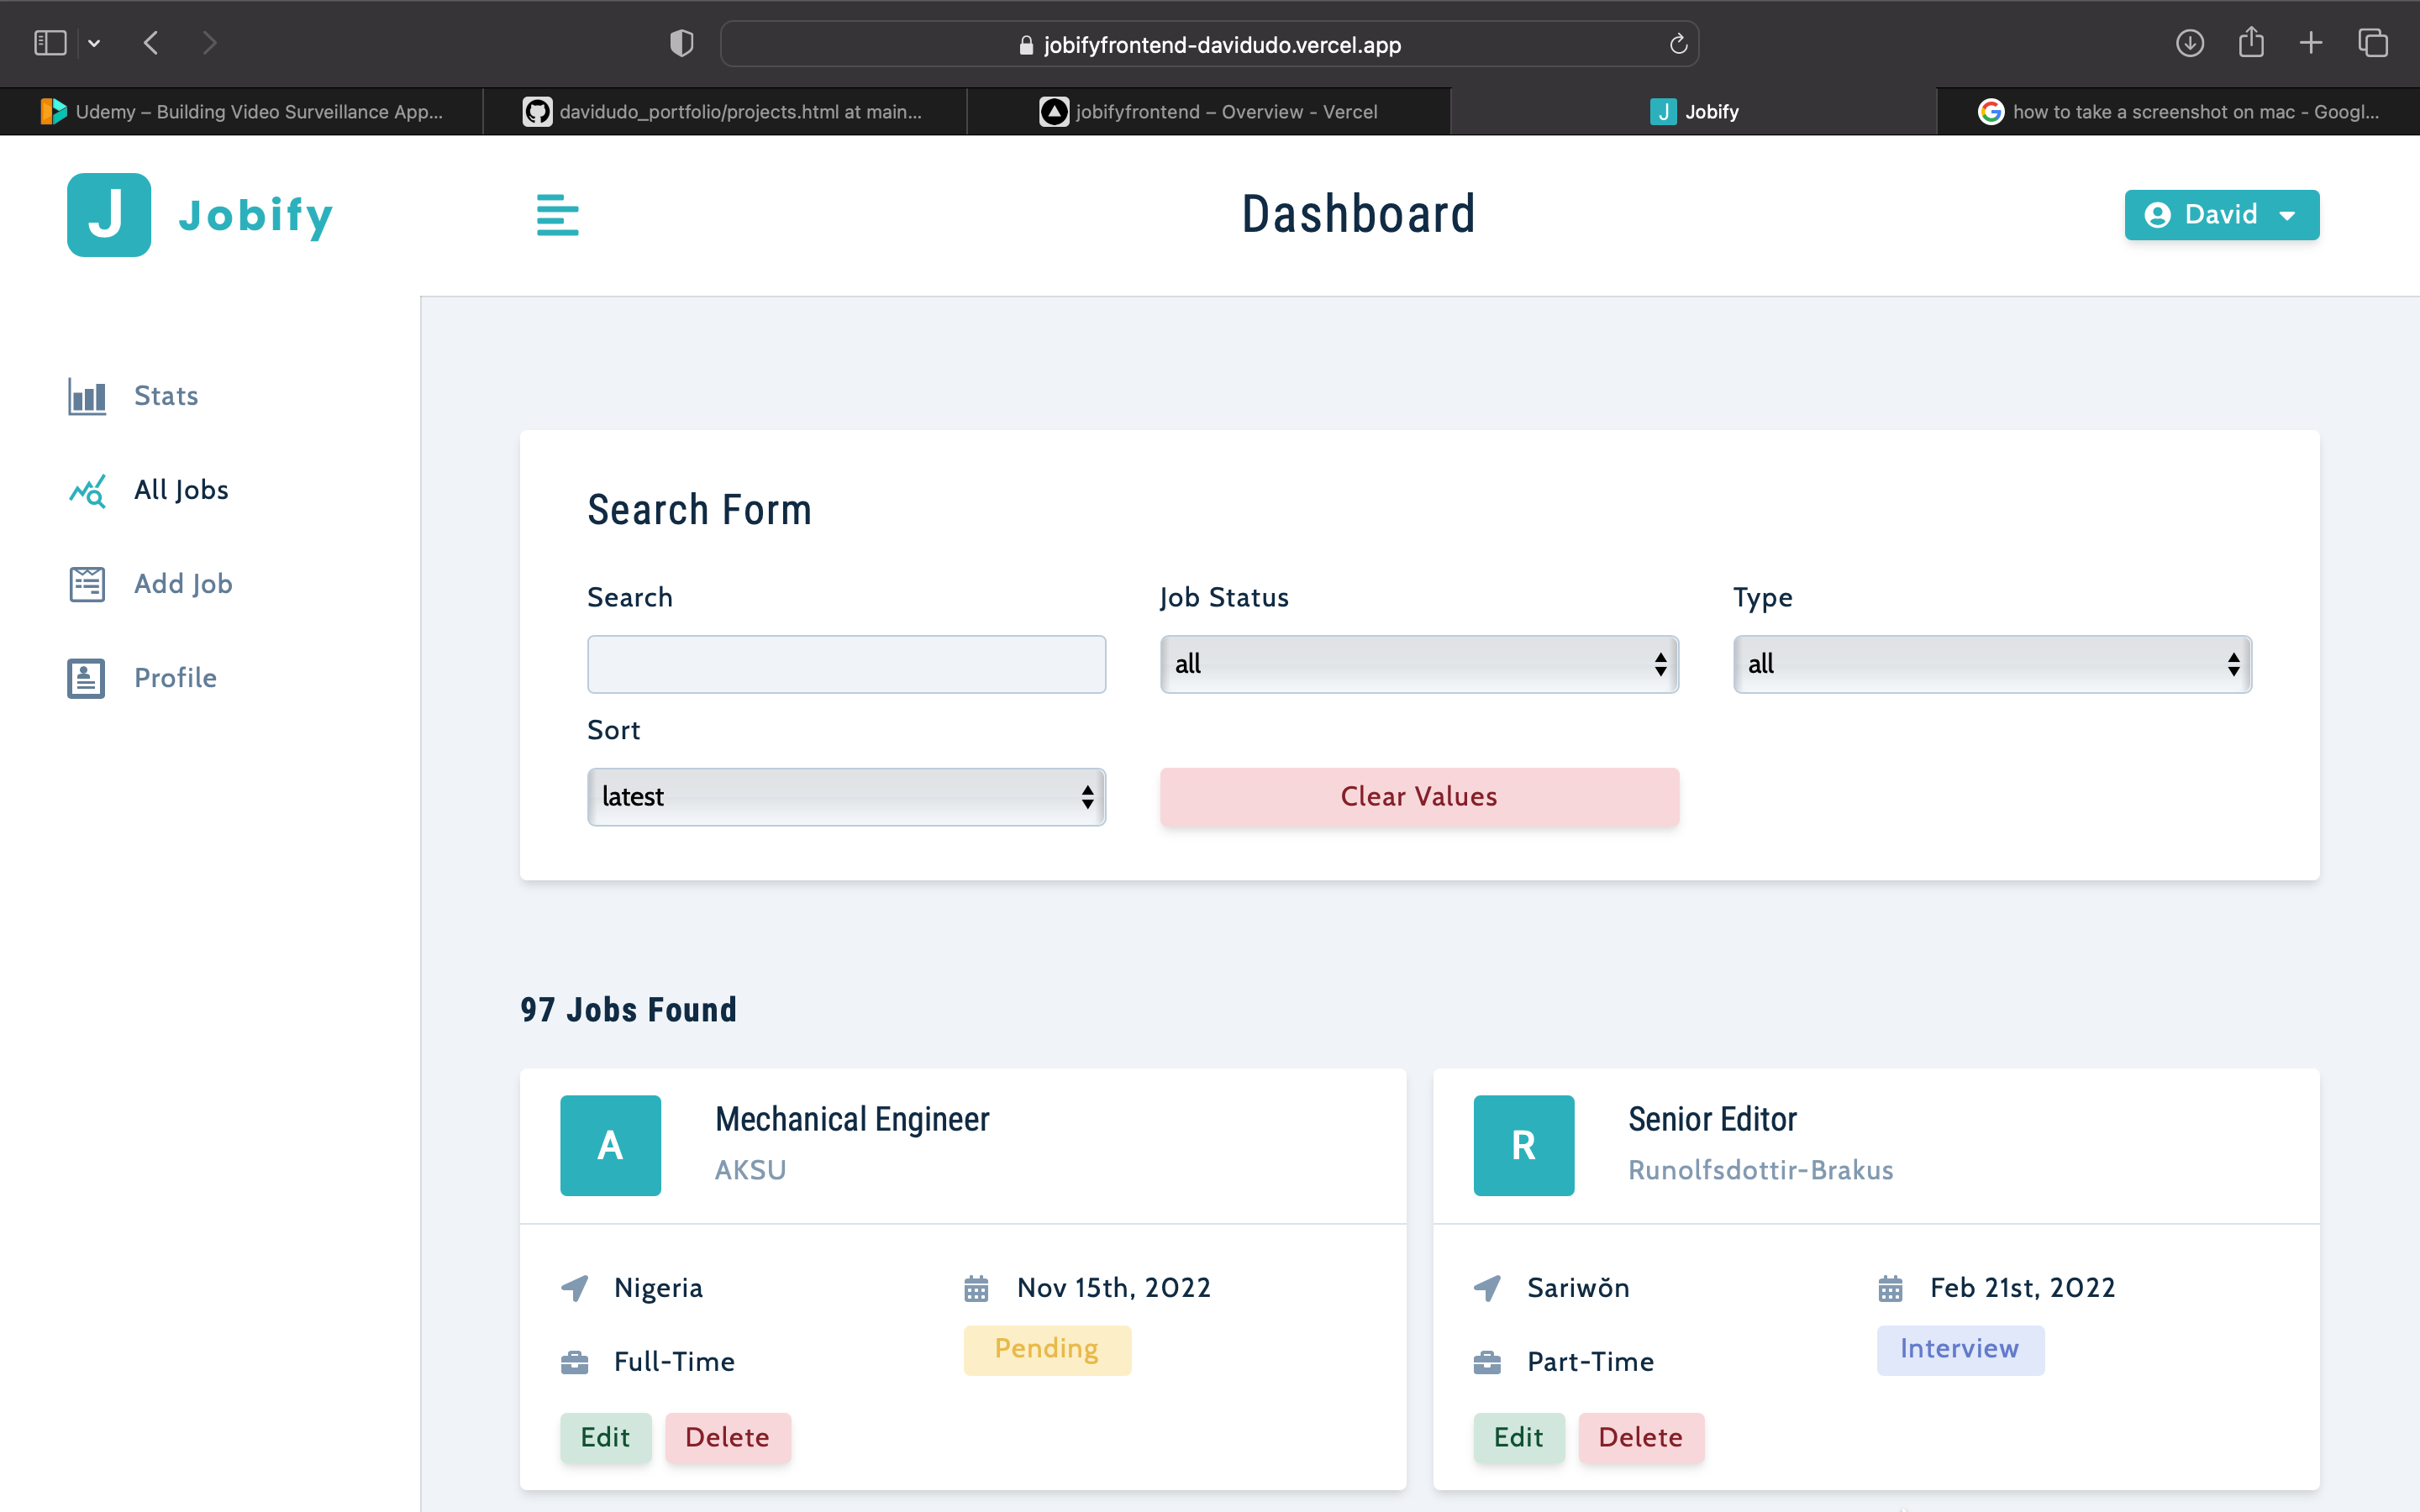 jobifyfrontend-davidudo.vercel.app
Udemy – Building Video Surveillance App...
davidudo_portfolio/projects.html at main...
jobifyfrontend – Overview - Vercel
J Jobify
how to take a screenshot on mac - Googl...
J Jobify
Dashboard
David
Stats
All Jobs
Add Job
Profile
Search Form
Search
Job Status
Type
all
all
Sort
latest
Clear Values
97 Jobs Found
A
Mechanical Engineer
AKSU
Nigeria
Nov 15th, 2022
Full-Time
Pending
Edit
Delete
R
Senior Editor
Runolfsdottir-Brakus
Sariwŏn
Feb 21st, 2022
Part-Time
Interview
Edit
Delete